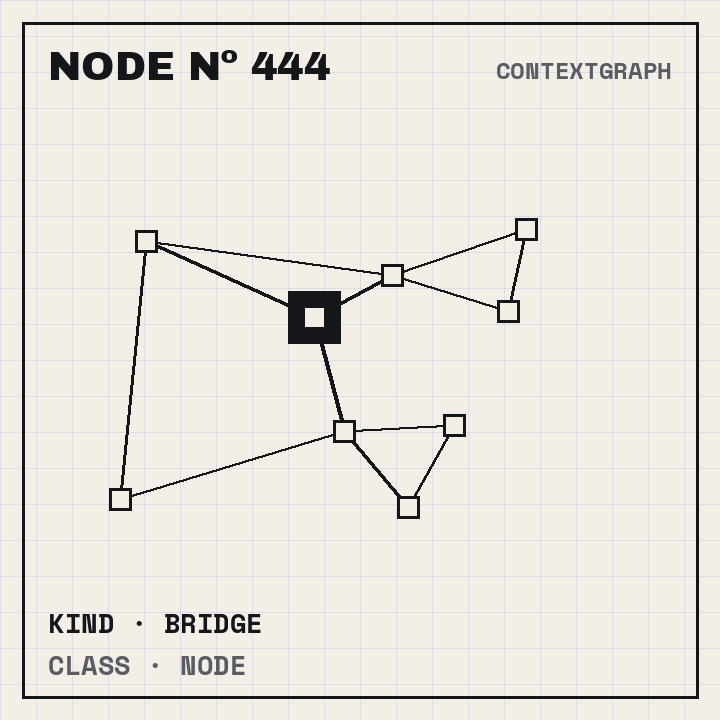 NODE Nº 444
CONTEXTGRAPH
KIND · BRIDGE
CLASS · NODE